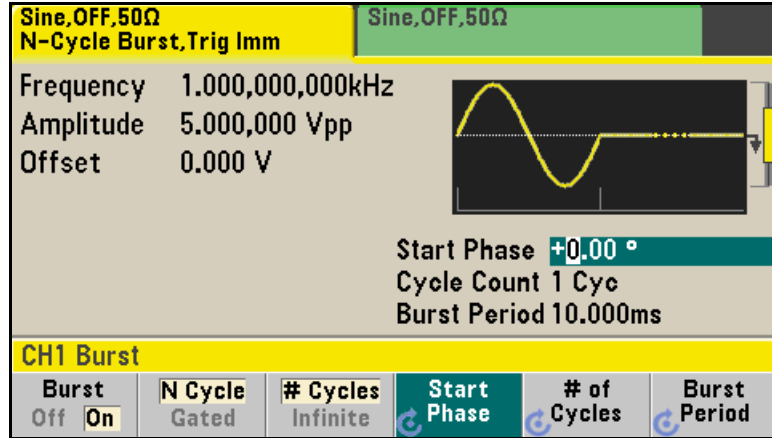 Sine,OFF,50Ω
N-Cycle Burst,Trig Imm
Sine,OFF,50Ω
Frequency 1.000,000,000kHz
Amplitude 5.000,000 Vpp
Offset 0.000 V
Start Phase +0.00 °
Cycle Count 1 Cyc
Burst Period 10.000ms
CH1 Burst
Burst Off On
N Cycle Gated
# Cycles Infinite
Start Phase
# of Cycles
Burst Period